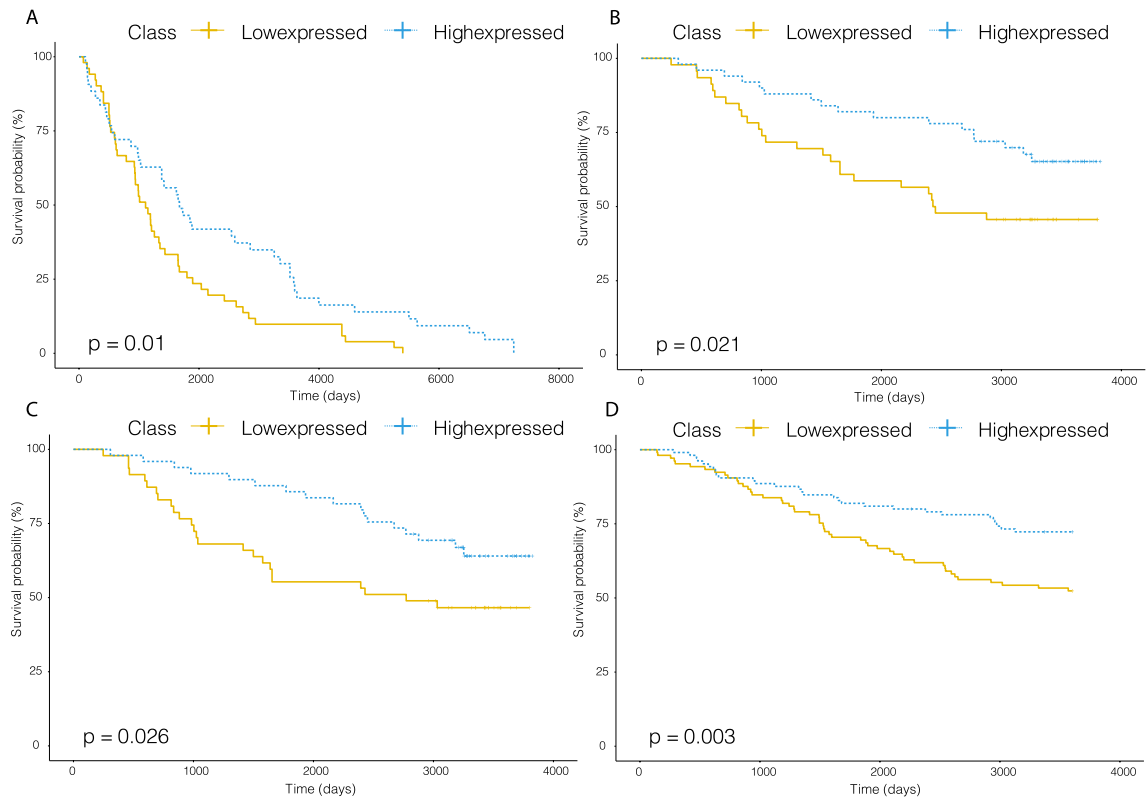 A
Class Lowexpressed Highexpressed
Survival probability (%)
100
75
50
25
0
p = 0.01
0 2000 4000 6000 8000
Time (days)
B
Class Lowexpressed Highexpressed
Survival probability (%)
100
75
50
25
0
p = 0.021
0 1000 2000 3000 4000
Time (days)
C
Class Lowexpressed Highexpressed
Survival probability (%)
100
75
50
25
0
p = 0.026
0 1000 2000 3000 4000
Time (days)
D
Class Lowexpressed Highexpressed
Survival probability (%)
100
75
50
25
0
p = 0.003
0 1000 2000 3000 4000
Time (days)